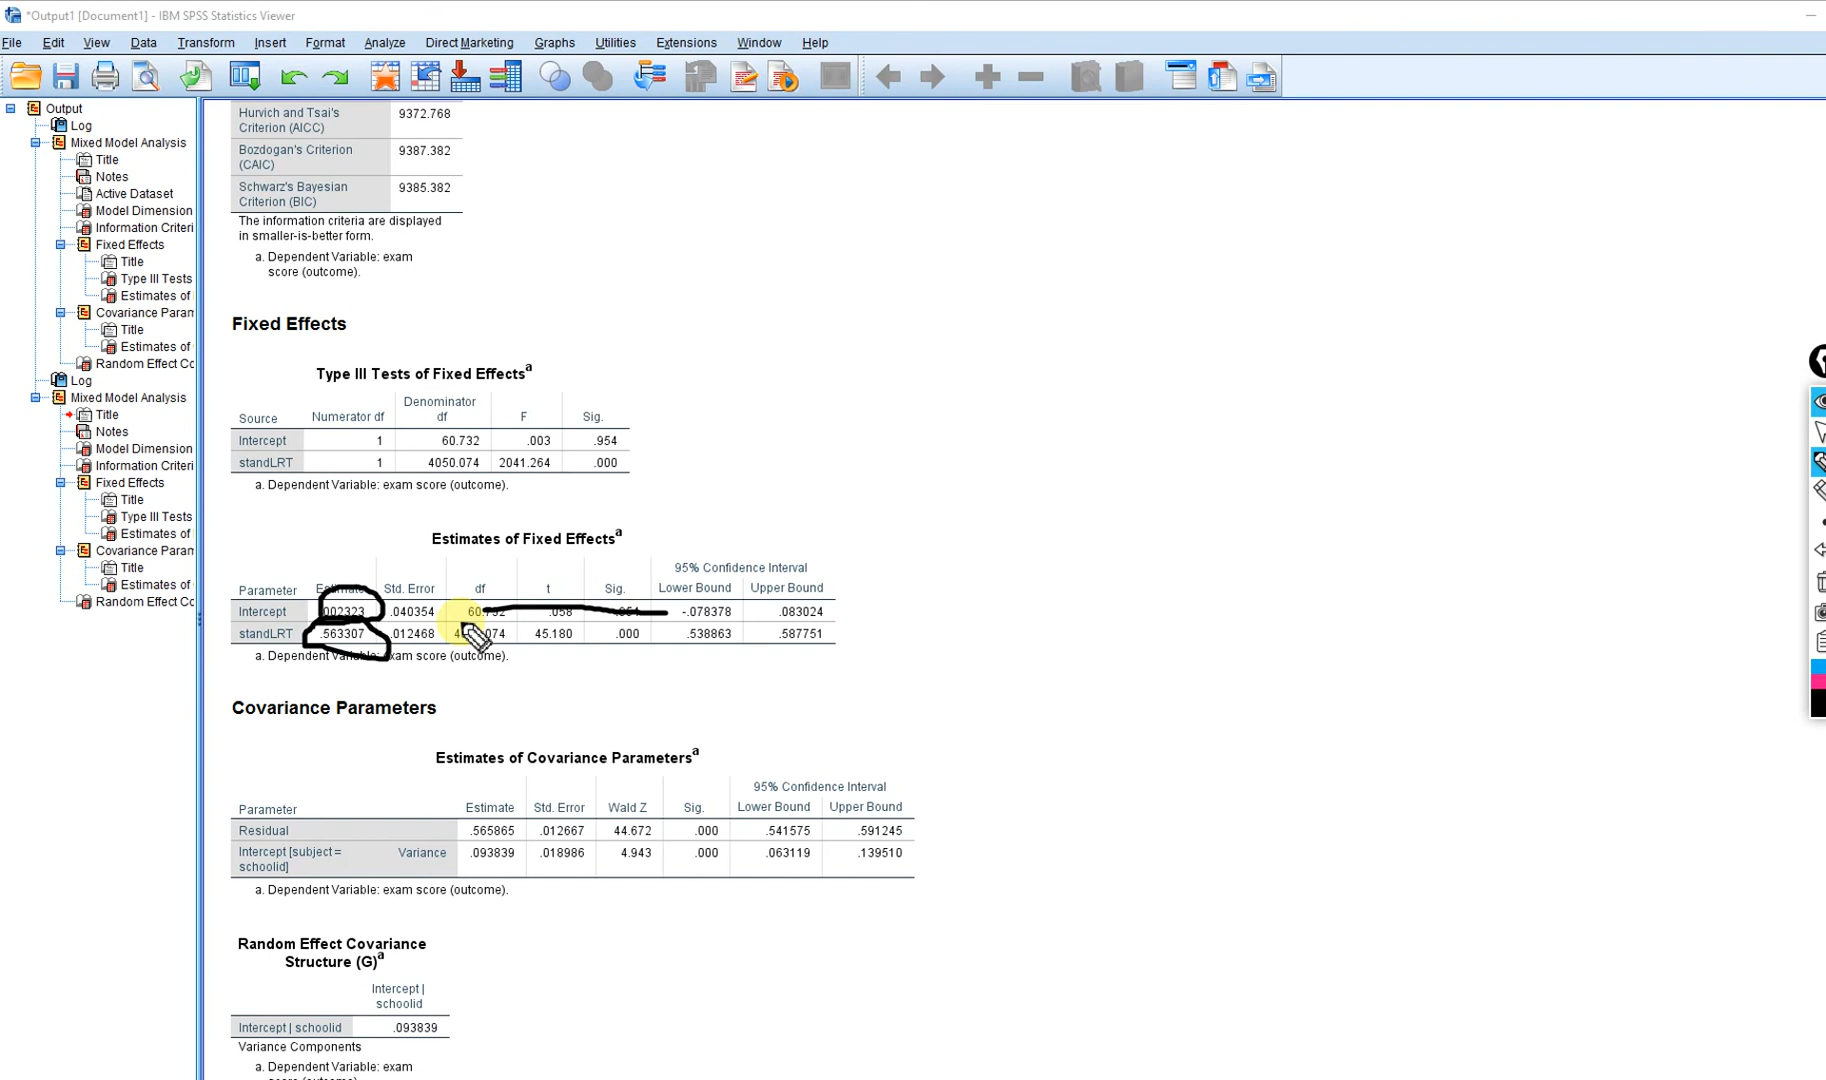 *Output1 [Document1] - IBM SPSS Statistics Viewer
File Edit View Data Transform Insert Format Analyze Direct Marketing Graphs Utilities Extensions Window Help
Output
Log
Mixed Model Analysis
Title
Notes
Active Dataset
Model Dimension
Information Criteri
Fixed Effects
Title
Type III Tests
Estimates of
Covariance Param
Title
Estimates of
Random Effect Cc
Log
Mixed Model Analysis
Title
Notes
Model Dimension
Information Criteri
Fixed Effects
Title
Type III Tests
Estimates of
Covariance Param
Title
Estimates of
Random Effect Cc
Hurvich and Tsai's 9372.768
Criterion (AICC)
Bozdogan's Criterion 9387.382
(CAIC)
Schwarz's Bayesian 9385.382
Criterion (BIC)
The information criteria are displayed
in smaller-is-better form.
a. Dependent Variable: exam
score (outcome).
Fixed Effects
Type III Tests of Fixed Effectsa
Denominator
Source Numerator df df F Sig.
Intercept 1 60.732 .003 .954
standLRT 1 4050.074 2041.264 .000
a. Dependent Variable: exam score (outcome).
Estimates of Fixed Effectsa
95% Confidence Interval
Parameter Estimate Std. Error df t Sig. Lower Bound Upper Bound
Intercept .002323 .040354 60.732 .058 .954 -.078378 .083024
standLRT .563307 .012468 45.180 .000 .538863 .587751
a. Dependent Variable: exam score (outcome).
Covariance Parameters
Estimates of Covariance Parametersa
95% Confidence Interval
Parameter Estimate Std. Error Wald Z Sig. Lower Bound Upper Bound
Residual .565865 .012667 44.672 .000 .541575 .591245
Intercept [subject = Variance .093839 .018986 4.943 .000 .063119 .139510
schoolid]
a. Dependent Variable: exam score (outcome).
Random Effect Covariance
Structure (G)a
Intercept |
schoolid
Intercept | schoolid .093839
Variance Components
a. Dependent Variable: exam